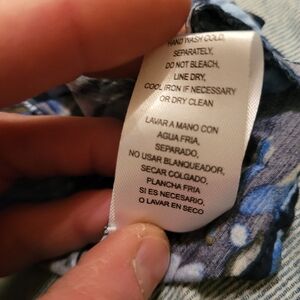 HAND WASH COLD,
SEPARATELY,
DO NOT BLEACH,
LINE DRY,
COOL IRON IF NECESSARY
OR DRY CLEAN
LAVAR A MANO CON
AGUA FRIA,
SEPARADO,
NO USAR BLANQUEADOR,
SECAR COLGADO,
PLANCHA FRIA
SI ES NECESARIO,
O LAVAR EN SECO